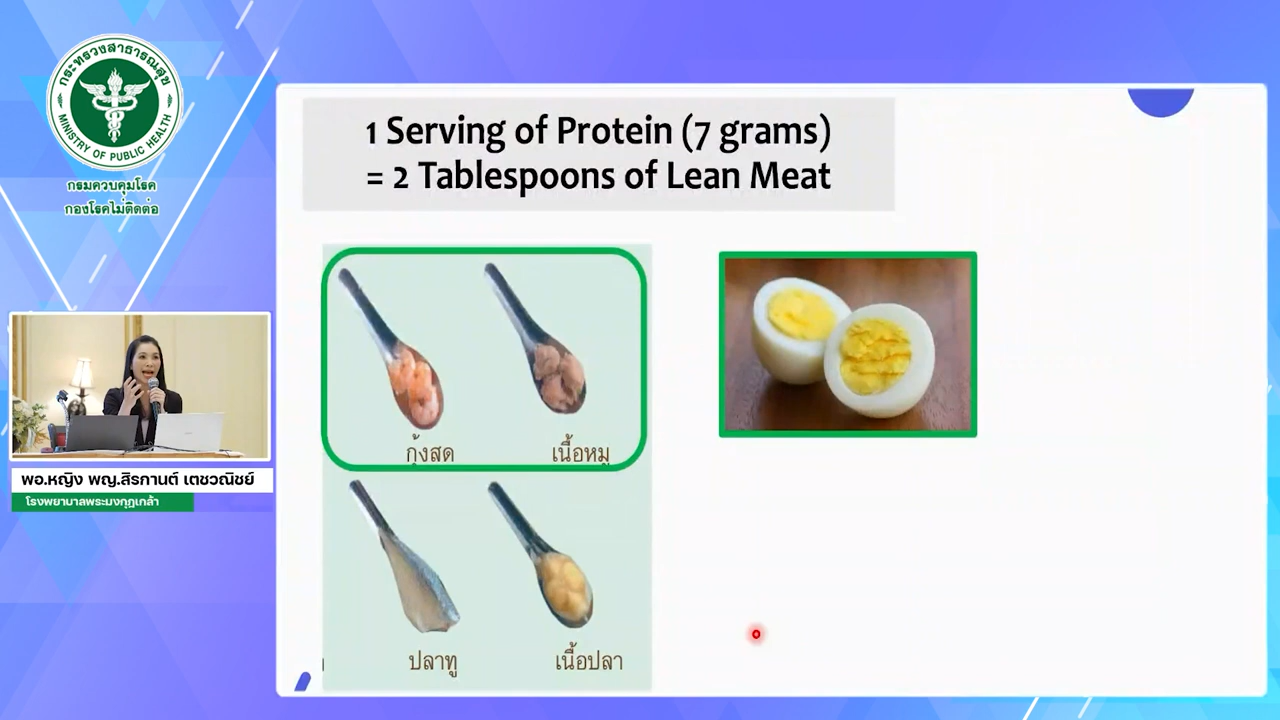 กระทรวงสาธารณสุข
MINISTRY OF PUBLIC HEALTH
กรมควบคุมโรค
กองโรคไม่ติดต่อ
1 Serving of Protein (7 grams)
= 2 Tablespoons of Lean Meat
กุ้งสด
เนื้อหมู
ปลาทู
เนื้อปลา
พอ.หญิง พญ.สิรกานต์ เตชวณิชย์
โรงพยาบาลพระมงกุฎเกล้า